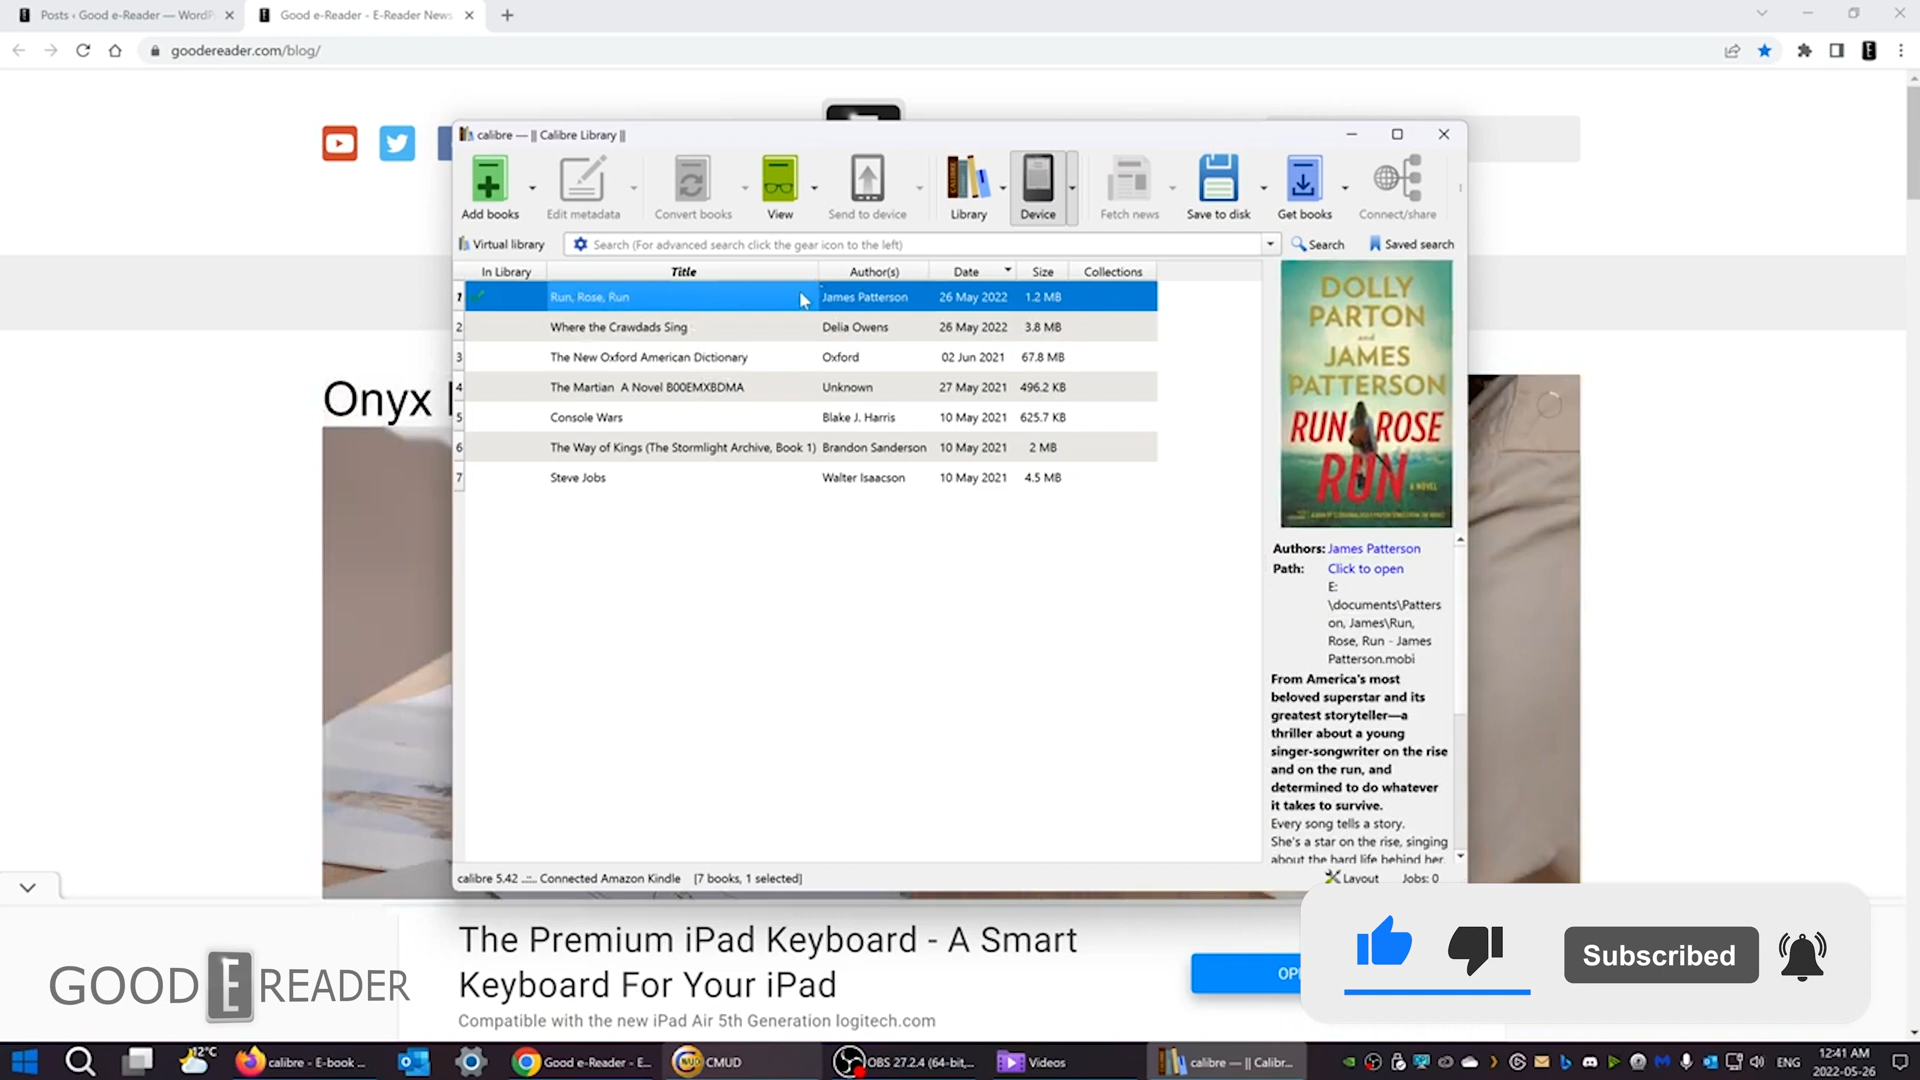 Posts ‹ Good e-Reader — WordP
Good e-Reader - E-Reader News
goodereader.com/blog/
calibre — || Calibre Library ||
Add books
Edit metadata
Convert books
View
Send to device
Library
Device
Fetch news
Save to disk
Get books
Connect/share
Virtual library
Search (For advanced search click the gear icon to the left)
Search
Saved search
In Library Title Author(s) Date Size Collections
1 Run, Rose, Run James Patterson 26 May 2022 1.2 MB
2 Where the Crawdads Sing Delia Owens 26 May 2022 3.8 MB
3 The New Oxford American Dictionary Oxford 02 Jun 2021 67.8 MB
4 The Martian A Novel B00EMXBDMA Unknown 27 May 2021 496.2 KB
5 Console Wars Blake J. Harris 10 May 2021 625.7 KB
6 The Way of Kings (The Stormlight Archive, Book 1) Brandon Sanderson 10 May 2021 2 MB
7 Steve Jobs Walter Isaacson 10 May 2021 4.5 MB
DOLLY
PARTON
and
JAMES
PATTERSON
RUN ROSE
RUN
A NOVEL
Authors: James Patterson
Path: Click to open
E:
\documents\Patters
on, James\Run,
Rose, Run - James
Patterson.mobi
From America's most
beloved superstar and its
greatest storyteller—a
thriller about a young
singer-songwriter on the rise
and on the run, and
determined to do whatever
it takes to survive.
Every song tells a story.
She's a star on the rise, singing
about the hard life behind her.
Onyx
calibre 5.42 ..::.. Connected Amazon Kindle [7 books, 1 selected]
Layout
Jobs: 0
The Premium iPad Keyboard - A Smart
Keyboard For Your iPad
Compatible with the new iPad Air 5th Generation logitech.com
OPE
Subscribed
GOOD E READER
12°C
calibre - E-book ...
Good e-Reader - E...
CMUD
OBS 27.2.4 (64-bit,...
Videos
calibre — || Calibr...
ENG
12:41 AM
2022-05-26